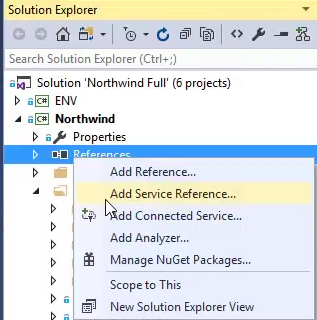 Solution Explorer
Search Solution Explorer (Ctrl+;)
Solution 'Northwind Full' (6 projects)
C# ENV
C# Northwind
Properties
References
Add Reference...
Add Service Reference...
Add Connected Service...
Add Analyzer...
Manage NuGet Packages...
Scope to This
New Solution Explorer View